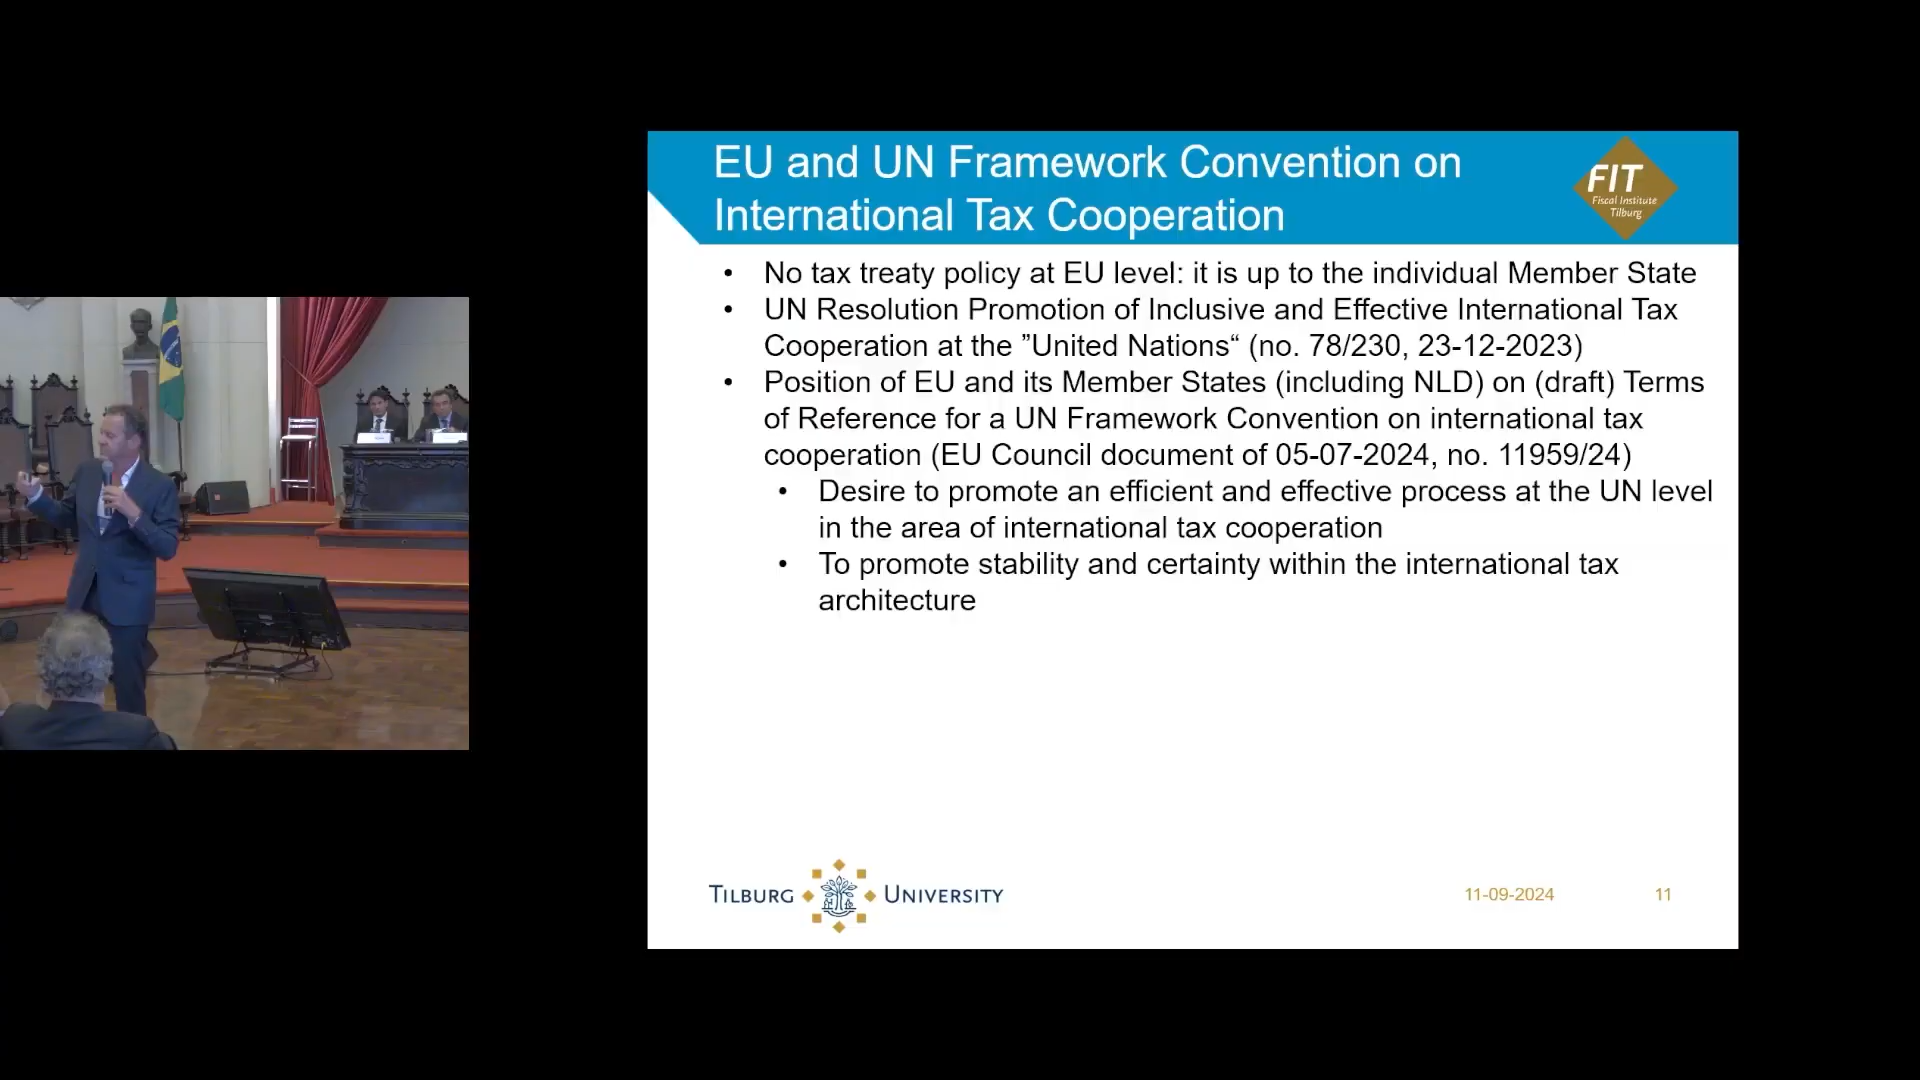 EU and UN Framework Convention on
International Tax Cooperation
FIT
Fiscal Institute
Tilburg
• No tax treaty policy at EU level: it is up to the individual Member State
• UN Resolution Promotion of Inclusive and Effective International Tax
Cooperation at the ”United Nations“ (no. 78/230, 23-12-2023)
• Position of EU and its Member States (including NLD) on (draft) Terms
of Reference for a UN Framework Convention on international tax
cooperation (EU Council document of 05-07-2024, no. 11959/24)
• Desire to promote an efficient and effective process at the UN level
in the area of international tax cooperation
• To promote stability and certainty within the international tax
architecture
TILBURG UNIVERSITY
11-09-2024
11